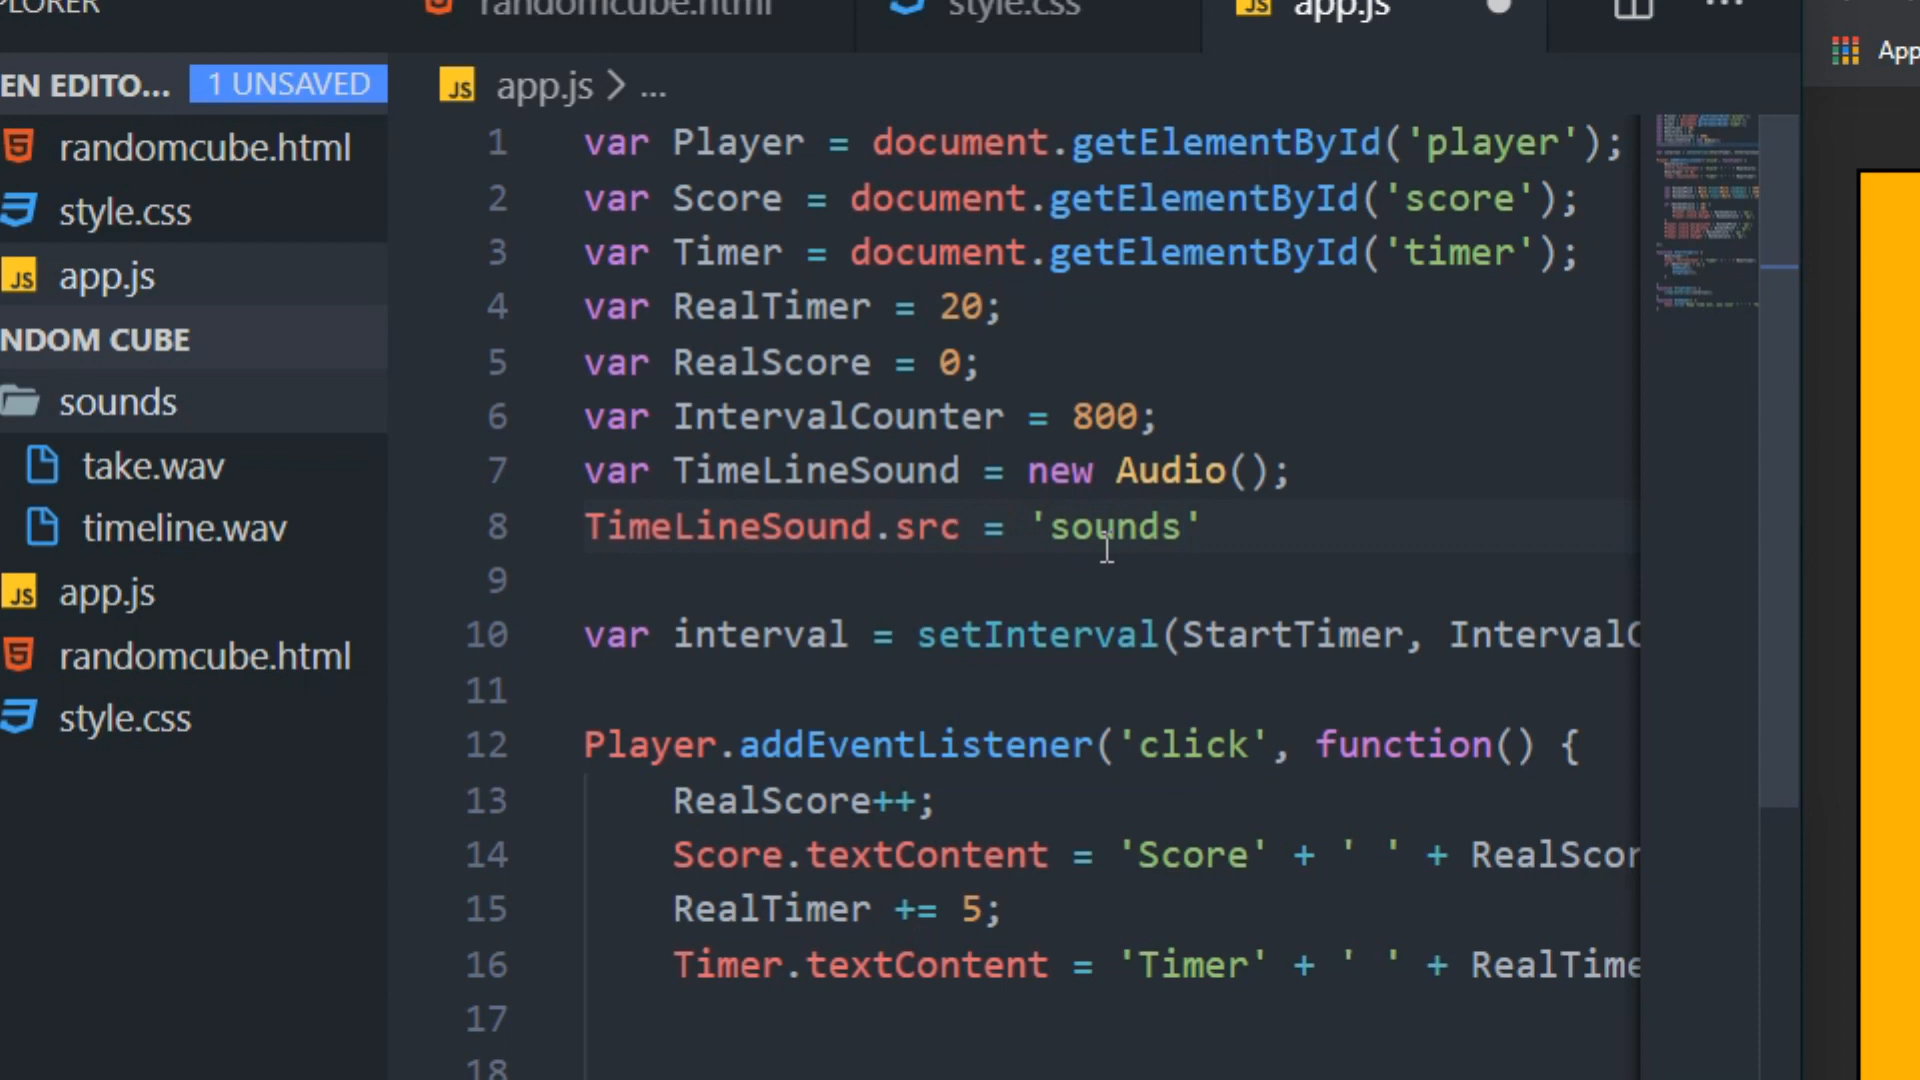 PLORER
EN EDITO... 1 UNSAVED
randomcube.html
style.css
app.js
NDOM CUBE
sounds
take.wav
timeline.wav
app.js
randomcube.html
style.css
randomcube.html style.css JS app.js ...
JS app.js > ...
1 var Player = document.getElementById('player');
2 var Score = document.getElementById('score');
3 var Timer = document.getElementById('timer');
4 var RealTimer = 20;
5 var RealScore = 0;
6 var IntervalCounter = 800;
7 var TimeLineSound = new Audio();
8 TimeLineSound.src = 'sounds'
9
10 var interval = setInterval(StartTimer, IntervalC
11
12 Player.addEventListener('click', function() {
13 RealScore++;
14 Score.textContent = 'Score' + ' ' + RealScor
15 RealTimer += 5;
16 Timer.textContent = 'Timer' + ' ' + RealTime
17
18
App